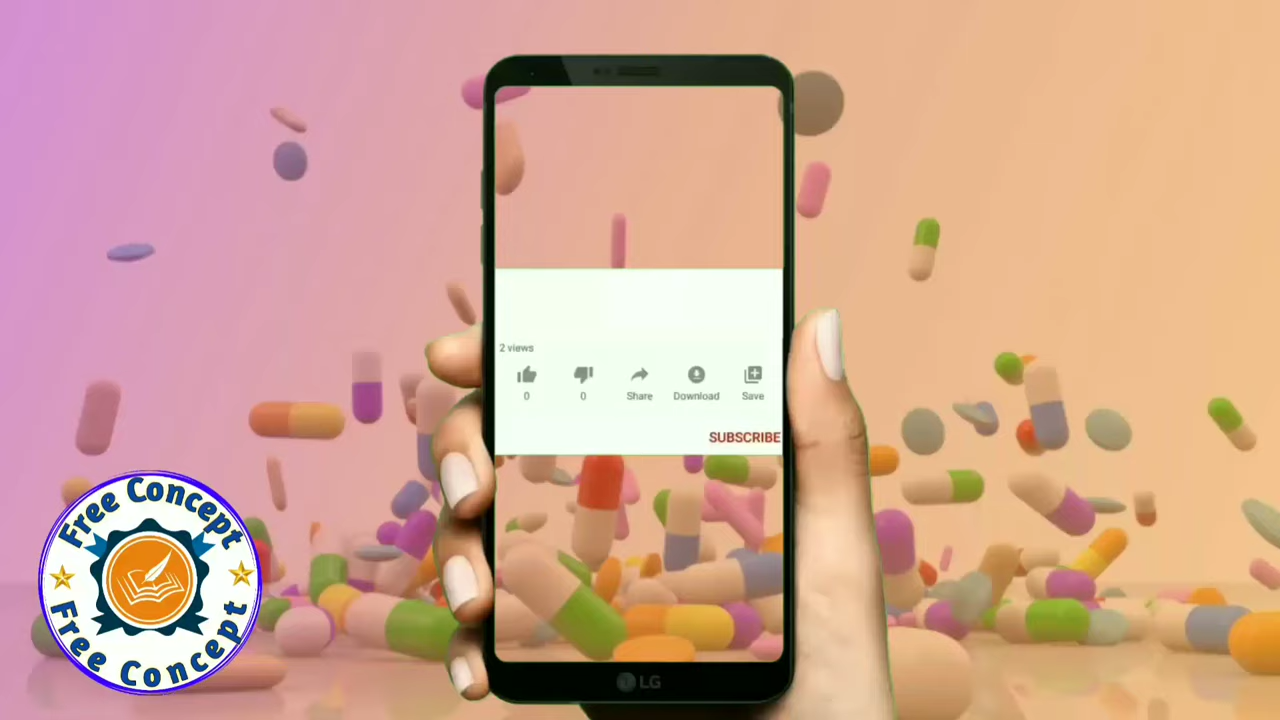 2 views
0 0 Share Download Save
SUBSCRIBE
Free Concept
Free Concept
LG